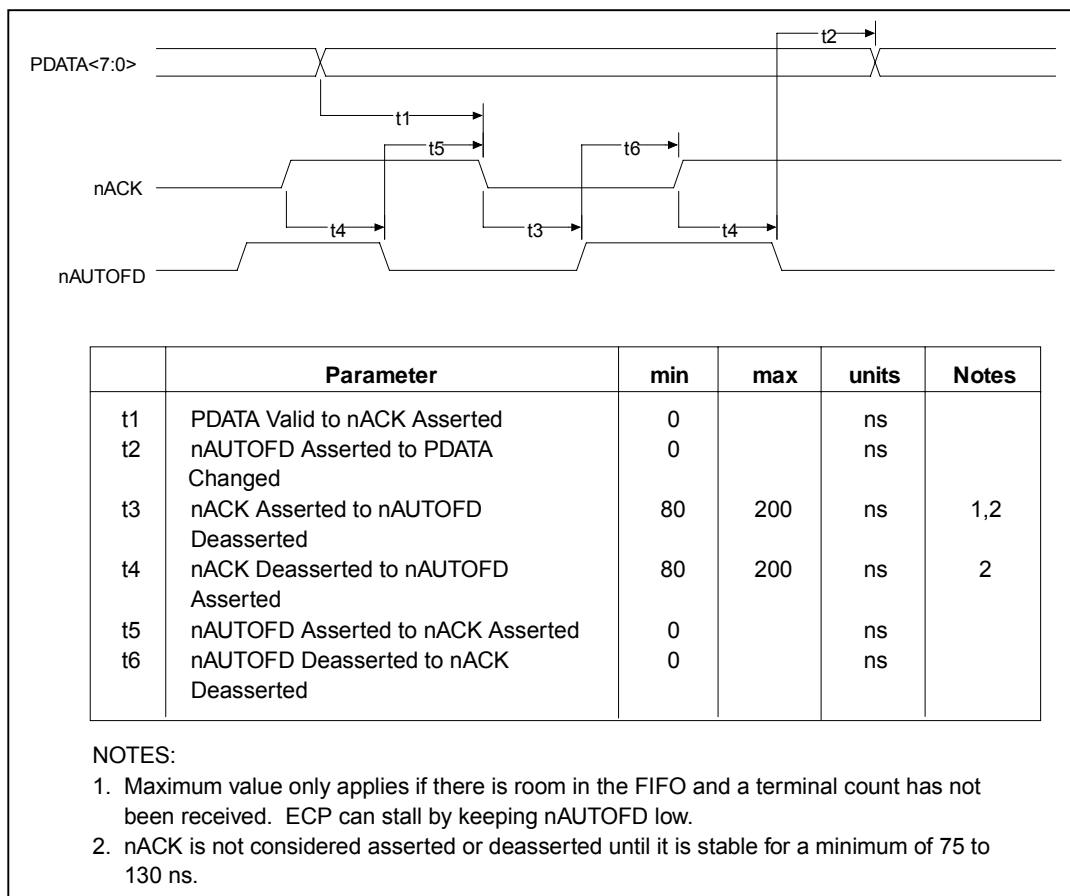 t2
PDATA<7:0>
t1
t5
t6
nACK
t4
t3
t4
nAUTOFD
Parameter min max units Notes
t1 PDATA Valid to nACK Asserted 0 ns
t2 nAUTOFD Asserted to PDATA 0 ns
Changed
t3 nACK Asserted to nAUTOFD 80 200 ns 1,2
Deasserted
t4 nACK Deasserted to nAUTOFD 80 200 ns 2
Asserted
t5 nAUTOFD Asserted to nACK Asserted 0 ns
t6 nAUTOFD Deasserted to nACK 0 ns
Deasserted
NOTES:
1. Maximum value only applies if there is room in the FIFO and a terminal count has not
been received. ECP can stall by keeping nAUTOFD low.
2. nACK is not considered asserted or deasserted until it is stable for a minimum of 75 to
130 ns.